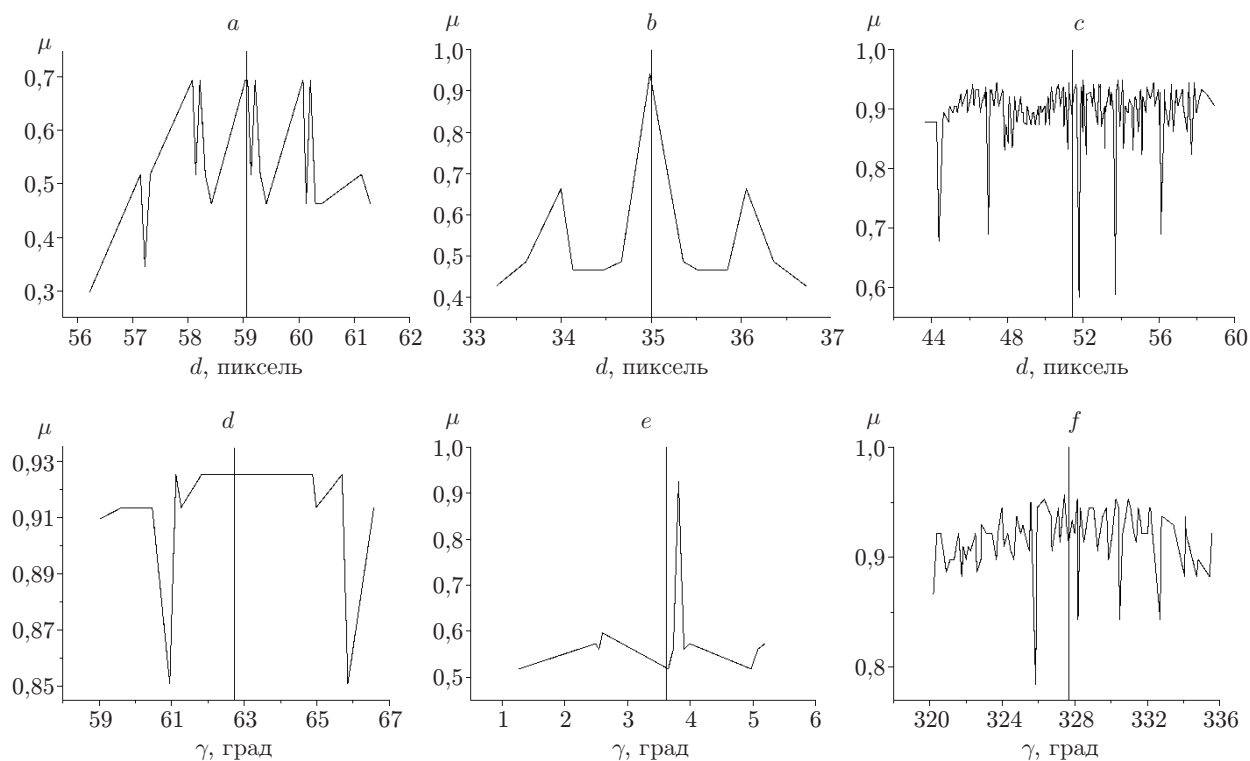 a
μ
0,7
0,6
0,5
0,4
0,3
56 57 58 59 60 61 62
d, пиксель
b
μ
1,0
0,9
0,8
0,7
0,6
0,5
0,4
33 34 35 36 37
d, пиксель
c
μ
1,0
0,9
0,8
0,7
0,6
44 48 52 56 60
d, пиксель
d
μ
0,93
0,91
0,89
0,87
0,85
59 61 63 65 67
γ, град
e
μ
1,0
0,9
0,8
0,7
0,6
0,5
1 2 3 4 5 6
γ, град
f
μ
1,0
0,9
0,8
320 324 328 332 336
γ, град